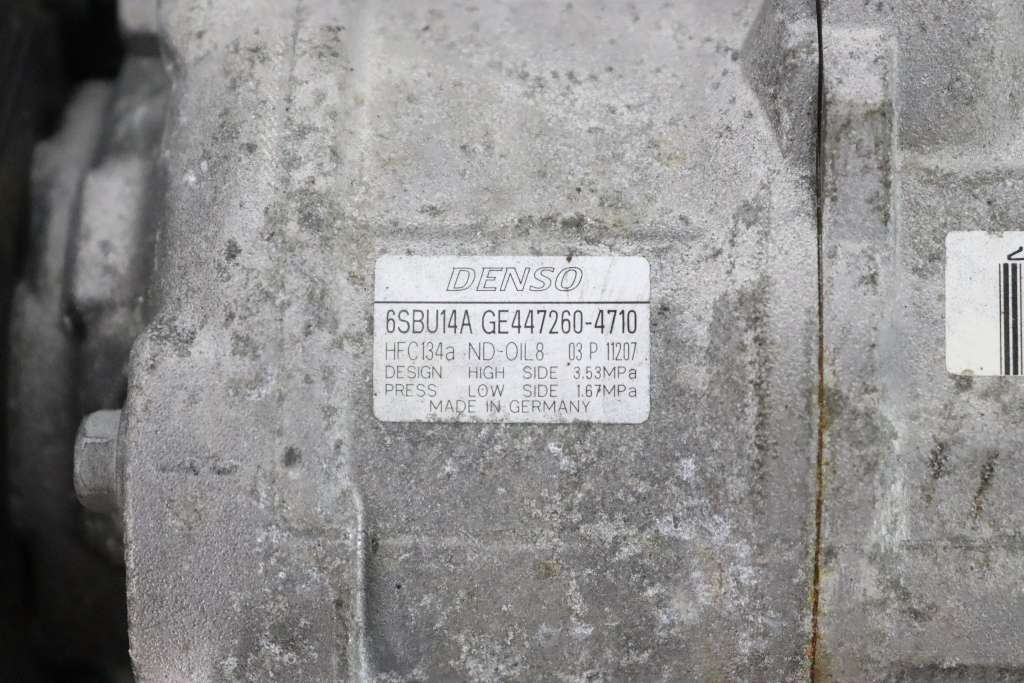 DENSO
6SBU14A GE447260-4710
HFC134a ND-OIL8 03 P 11207
DESIGN HIGH SIDE 3.53MPa
PRESS LOW SIDE 1.67MPa
MADE IN GERMANY